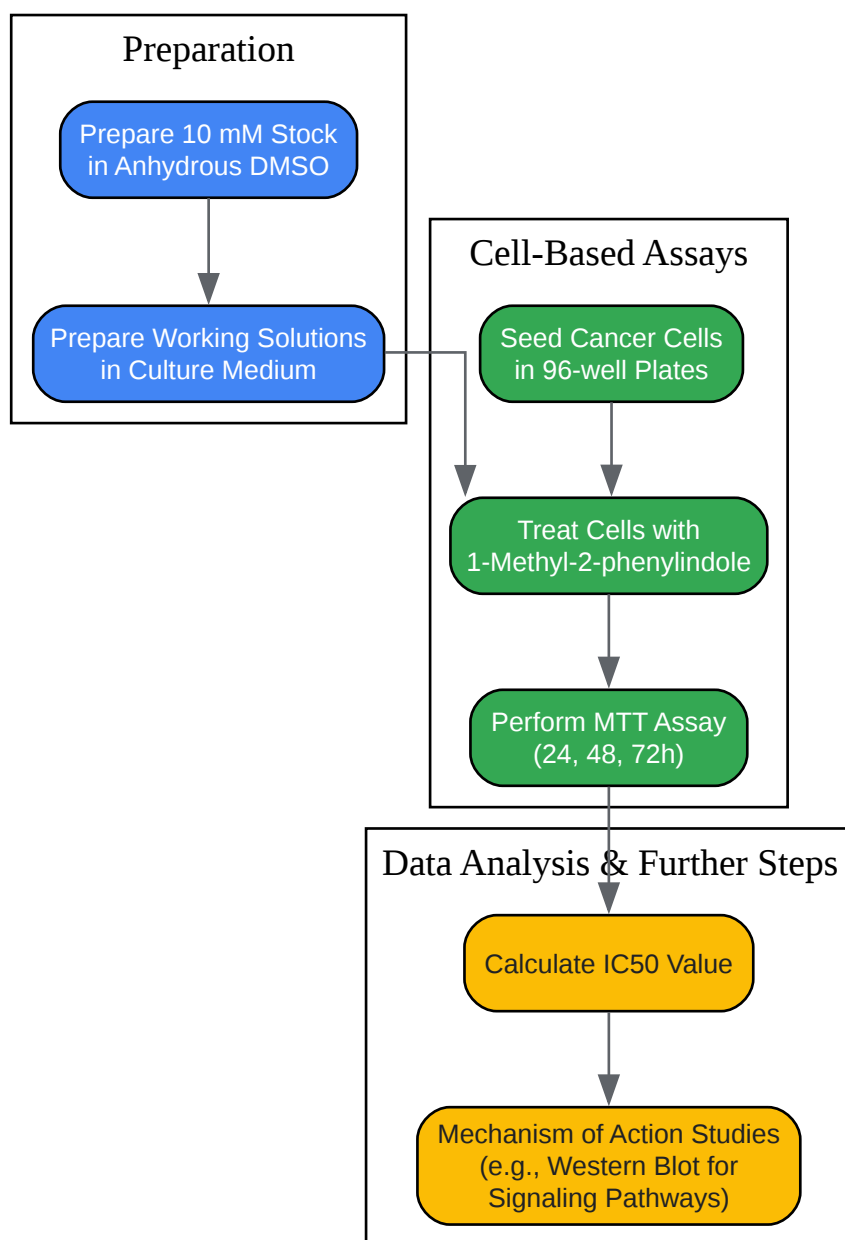 Preparation
Prepare 10 mM Stock
in Anhydrous DMSO
Prepare Working Solutions
in Culture Medium
Cell-Based Assays
Seed Cancer Cells
in 96-well Plates
Treat Cells with
1-Methyl-2-phenylindole
Perform MTT Assay
(24, 48, 72h)
Data Analysis & Further Steps
Calculate IC50 Value
Mechanism of Action Studies
(e.g., Western Blot for
Signaling Pathways)